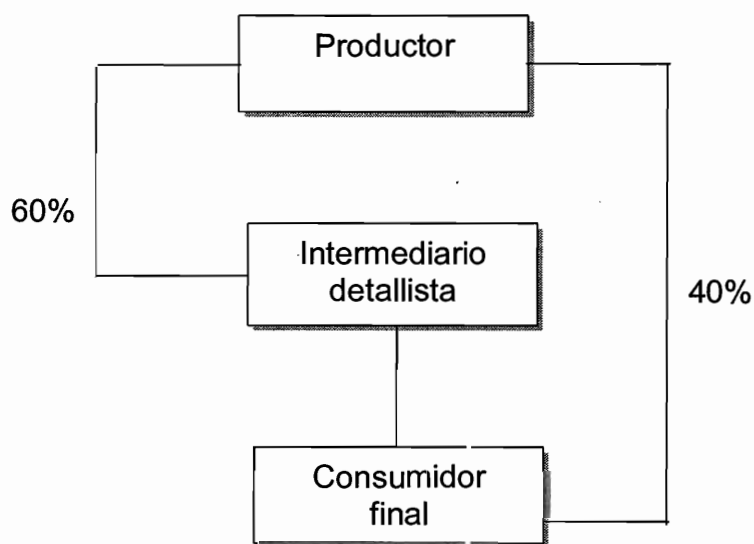 Productor
60%
Intermediario
detallista
40%
Consumidor
final